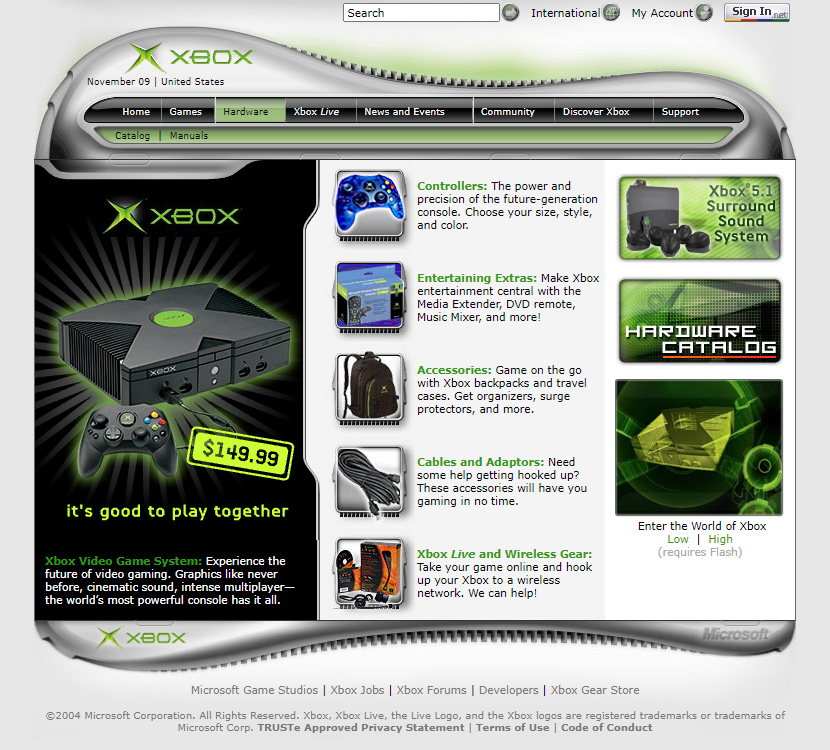 Search
International
My Account
Sign In .net
XBOX
November 09 | United States
Home
Games
Hardware
Xbox Live
News and Events
Community
Discover Xbox
Support
Catalog | Manuals
XBOX
XBOX
$149.99
it's good to play together
Xbox Video Game System: Experience the
future of video gaming. Graphics like never
before, cinematic sound, intense multiplayer—
the world's most powerful console has it all.
Controllers: The power and
precision of the future-generation
console. Choose your size, style,
and color.
Entertaining Extras: Make Xbox
entertainment central with the
Media Extender, DVD remote,
Music Mixer, and more!
Accessories: Game on the go
with Xbox backpacks and travel
cases. Get organizers, surge
protectors, and more.
Cables and Adaptors: Need
some help getting hooked up?
These accessories will have you
gaming in no time.
Xbox Live and Wireless Gear:
Take your game online and hook
up your Xbox to a wireless
network. We can help!
Xbox® 5.1
Surround
Sound
System
HARDWARE
CATALOG
Enter the World of Xbox
Low | High
(requires Flash)
XBOX
Microsoft
Microsoft Game Studios | Xbox Jobs | Xbox Forums | Developers | Xbox Gear Store
©2004 Microsoft Corporation. All Rights Reserved. Xbox, Xbox Live, the Live Logo, and the Xbox logos are registered trademarks or trademarks of
Microsoft Corp. TRUSTe Approved Privacy Statement | Terms of Use | Code of Conduct